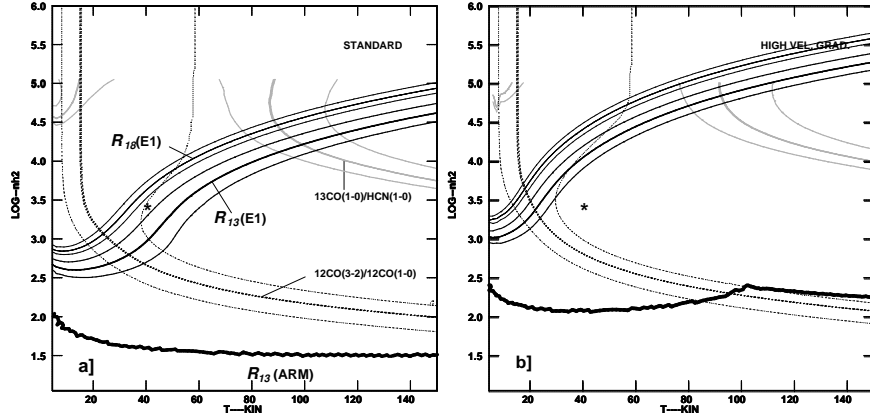 6.0
5.5
5.0
4.5
4.0
3.5
3.0
2.5
2.0
1.5
LOG--nh2
STANDARD
R18(E1)
13CO(1-0)/HCN(1-0)
R13(E1)
*
12CO(3-2)/12CO(1-0)
a]
R13 (ARM)
20 40 60 80 100 120 140
T----KIN
6.0
5.5
5.0
4.5
4.0
3.5
3.0
2.5
2.0
1.5
LOG--nh2
HIGH VEL. GRAD.
*
b]
20 40 60 80 100 120 140
T----KIN